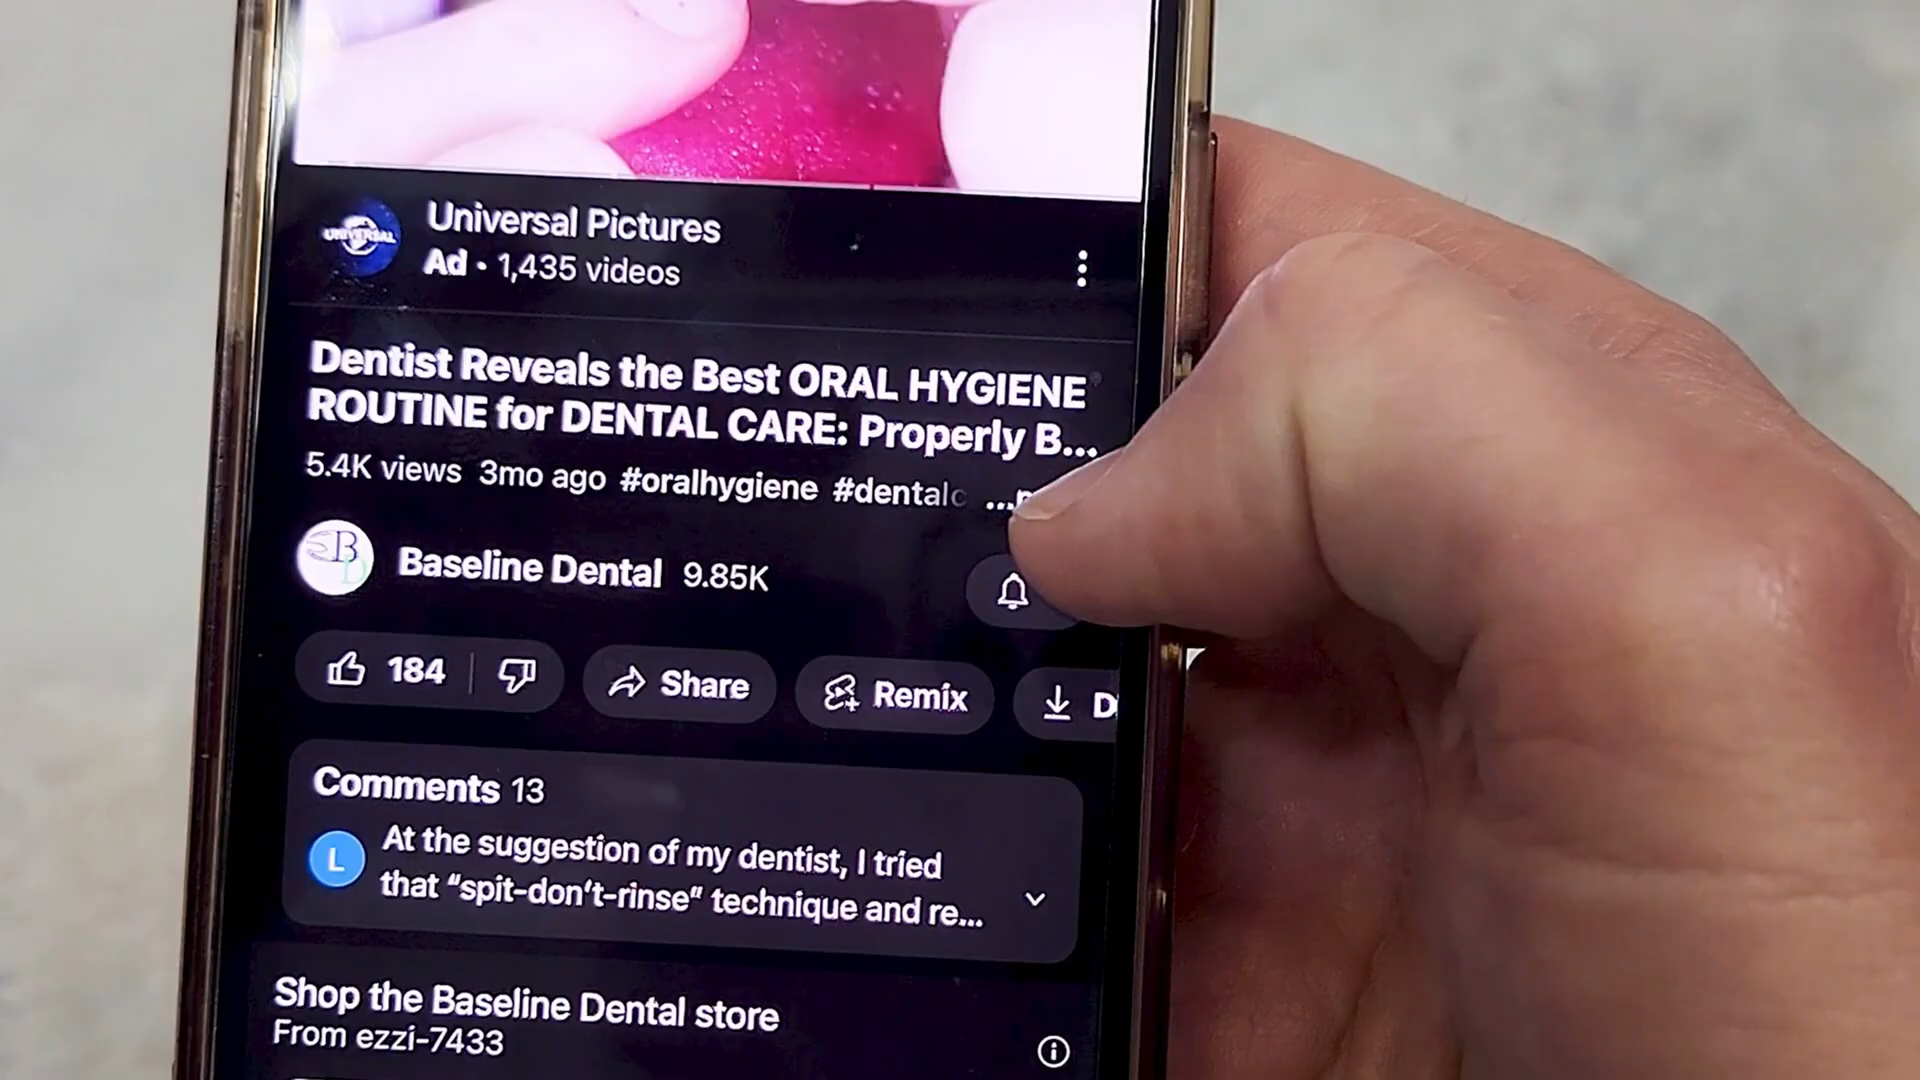 UNIVERSAL
Universal Pictures
Ad • 1,435 videos
Dentist Reveals the Best ORAL HYGIENE
ROUTINE for DENTAL CARE: Properly B...
5.4K views 3mo ago #oralhygiene #dentalc ...
B
D
Baseline Dental 9.85K
184
Share
Remix
D
Comments 13
L
At the suggestion of my dentist, I tried
that “spit-don’t-rinse” technique and re...
Shop the Baseline Dental store
From ezzi-7433